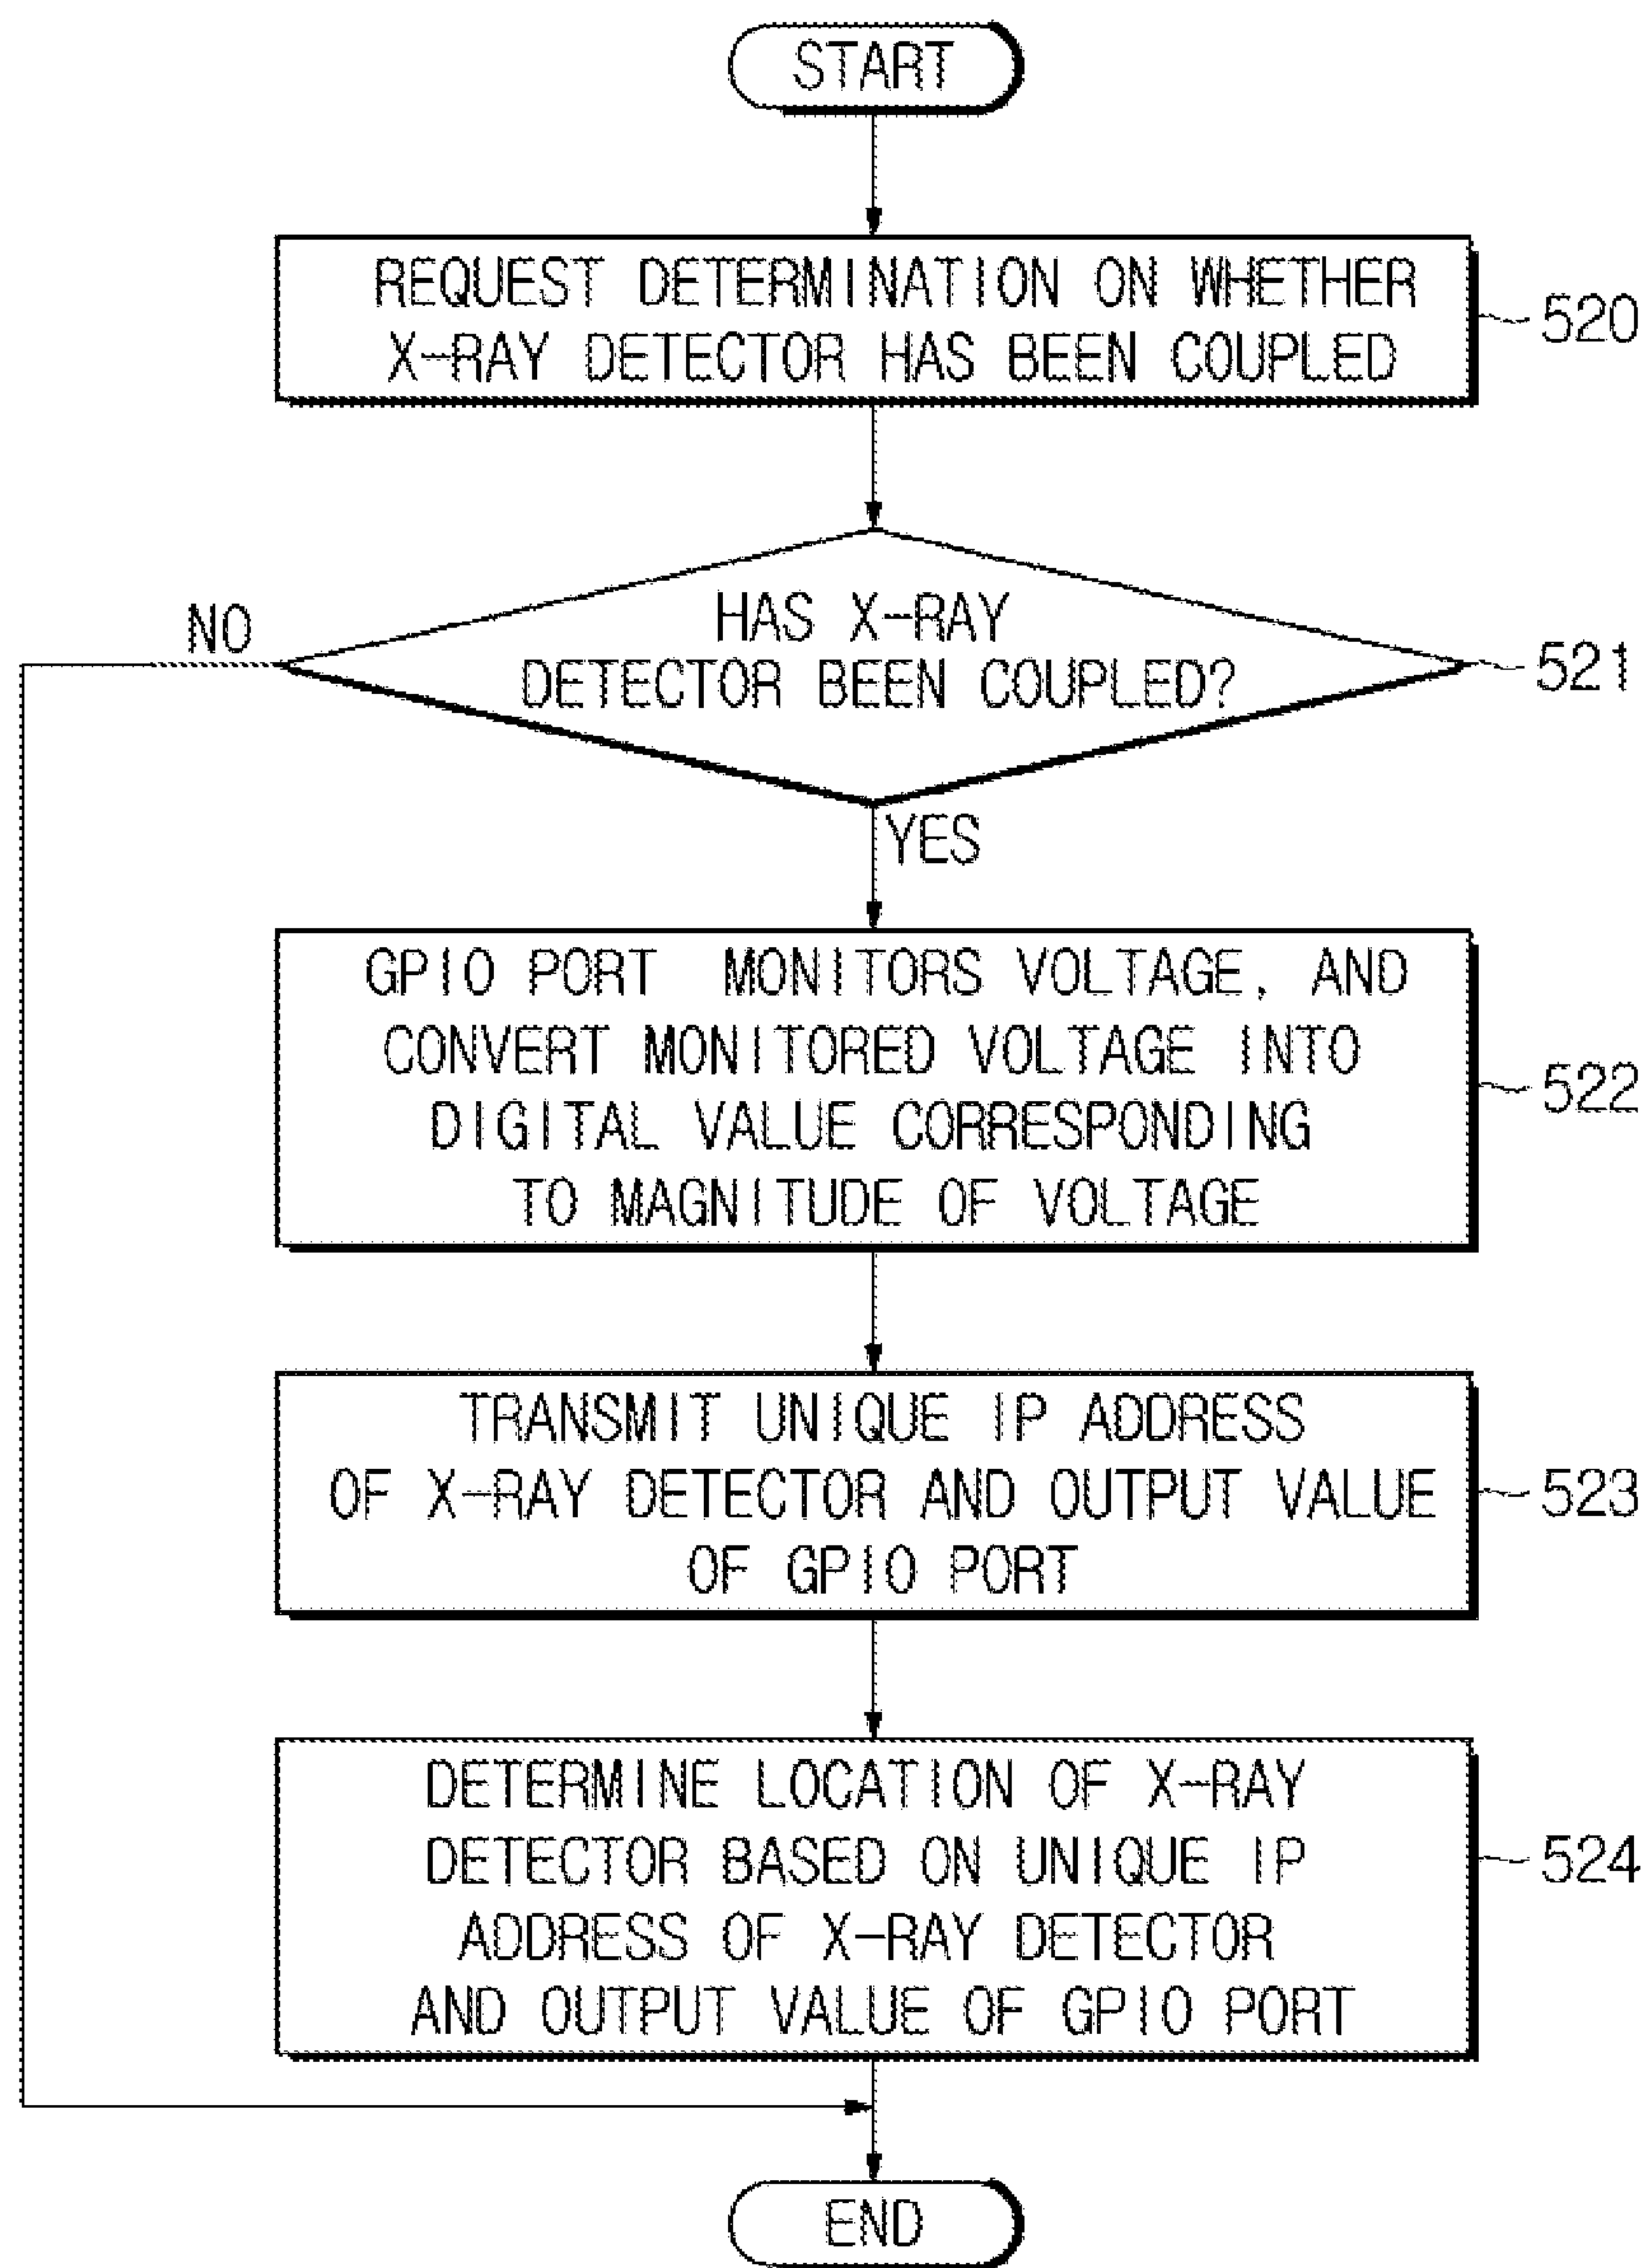 START
REQUEST DETERMINATION ON WHETHER
X-RAY DETECTOR HAS BEEN COUPLED
520
HAS X-RAY
DETECTOR BEEN COUPLED?
521
NO
YES
GPIO PORT MONITORS VOLTAGE, AND
CONVERT MONITORED VOLTAGE INTO
DIGITAL VALUE CORRESPONDING
TO MAGNITUDE OF VOLTAGE
522
TRANSMIT UNIQUE IP ADDRESS
OF X-RAY DETECTOR AND OUTPUT VALUE
OF GPIO PORT
523
DETERMINE LOCATION OF X-RAY
DETECTOR BASED ON UNIQUE IP
ADDRESS OF X-RAY DETECTOR
AND OUTPUT VALUE OF GPIO PORT
524
END